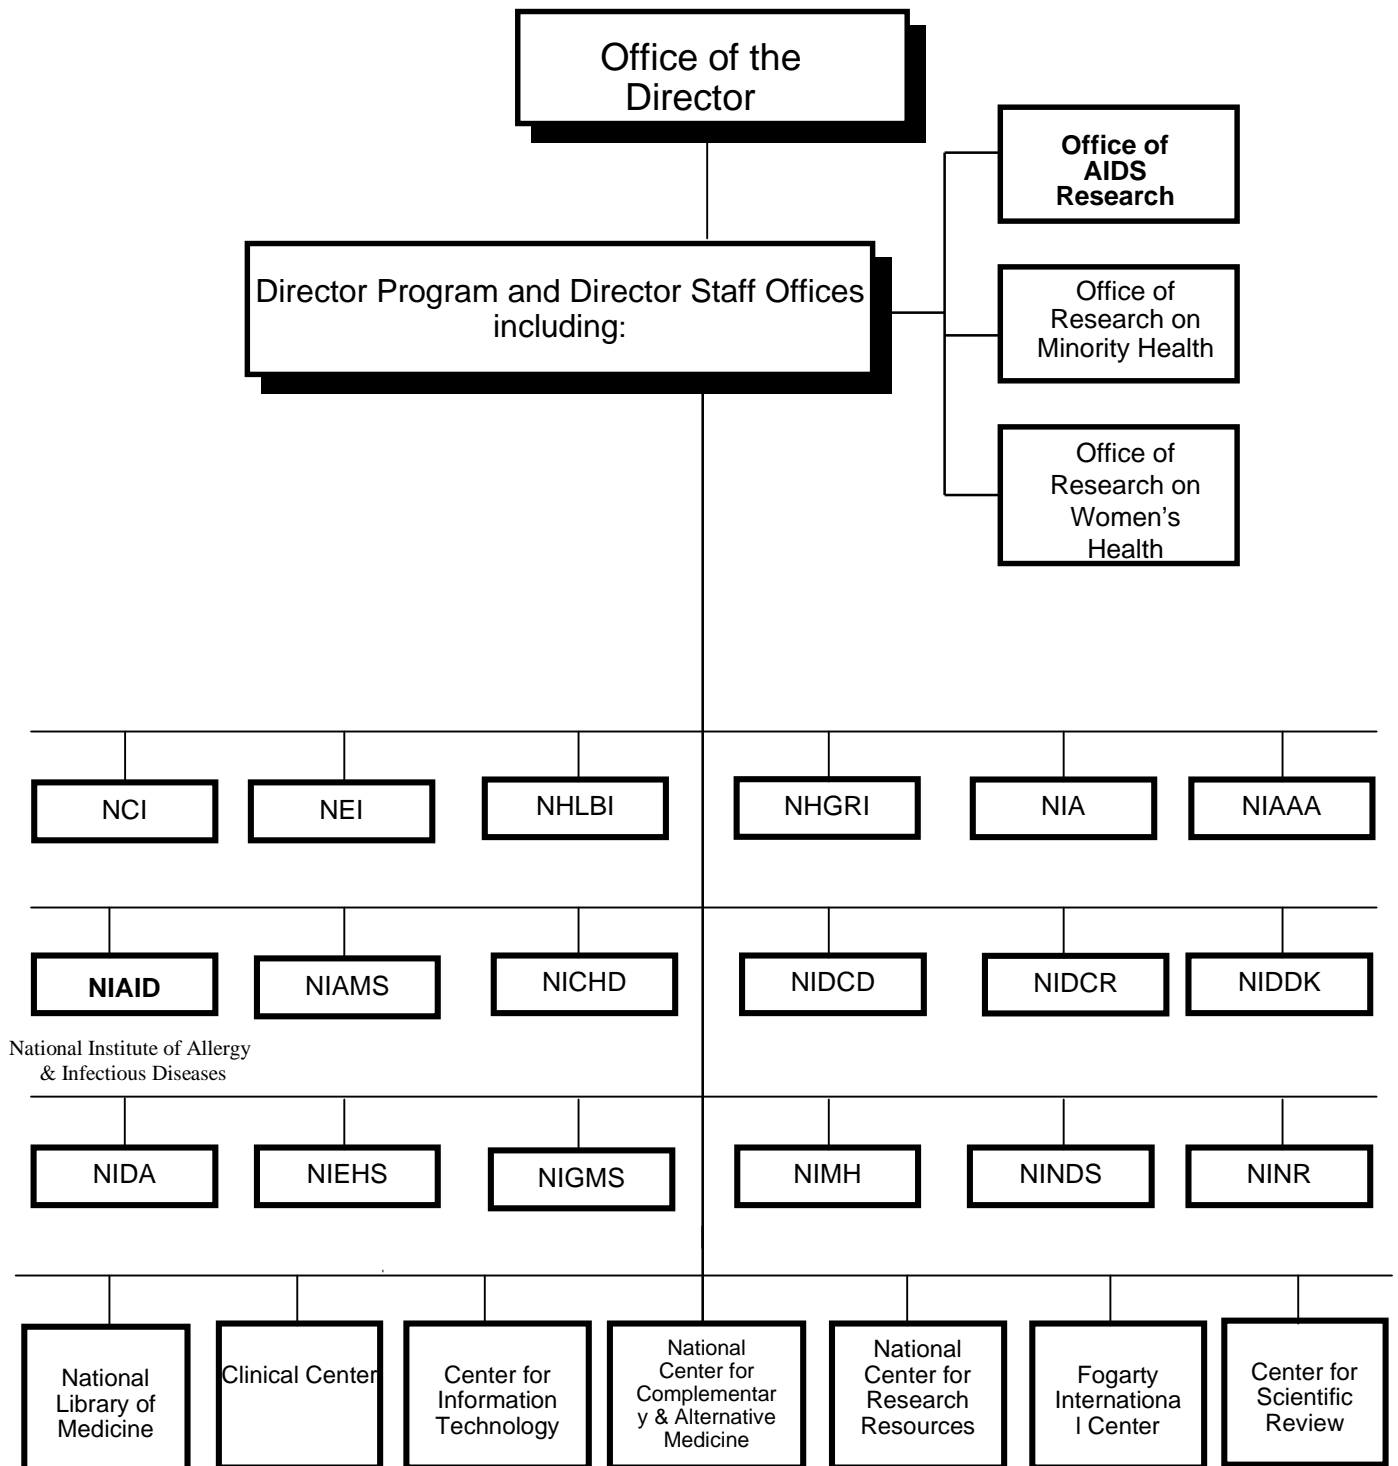 Office of the
Director
Office of
AIDS
Research
Director Program and Director Staff Offices
including:
Office of
Research on
Minority Health
Office of
Research on
Women’s
Health
NCI
NEI
NHLBI
NHGRI
NIA
NIAAA
NIAID
NIAMS
NICHD
NIDCD
NIDCR
NIDDK
National Institute of Allergy
& Infectious Diseases
NIDA
NIEHS
NIGMS
NIMH
NINDS
NINR
National
Library of
Medicine
Clinical Center
Center for
Information
Technology
National
Center for
Complementar
y & Alternative
Medicine
National
Center for
Research
Resources
Fogarty
Internationa
l Center
Center for
Scientific
Review